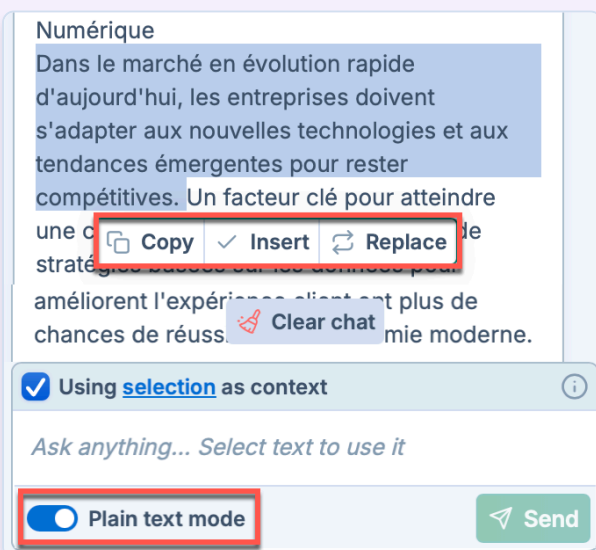 Numérique
Dans le marché en évolution rapide
d'aujourd'hui, les entreprises doivent
s'adapter aux nouvelles technologies et aux
tendances émergentes pour rester
compétitives. Un facteur clé pour atteindre
une
Copy Insert Replace
pour
améliorent l'expérience client ont plus de
Clear chat
chances de mie moderne.
Using selection as context
Ask anything... Select text to use it
Plain text mode
Send